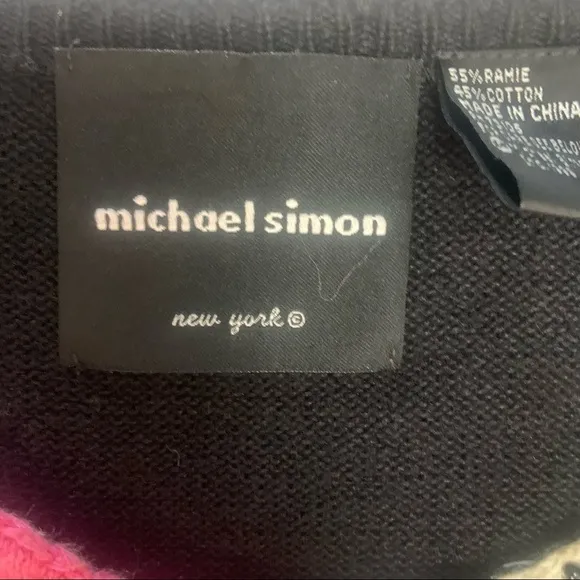 michael simon
new york ©
55%RAMIE
45%COTTON
MADE IN CHINA